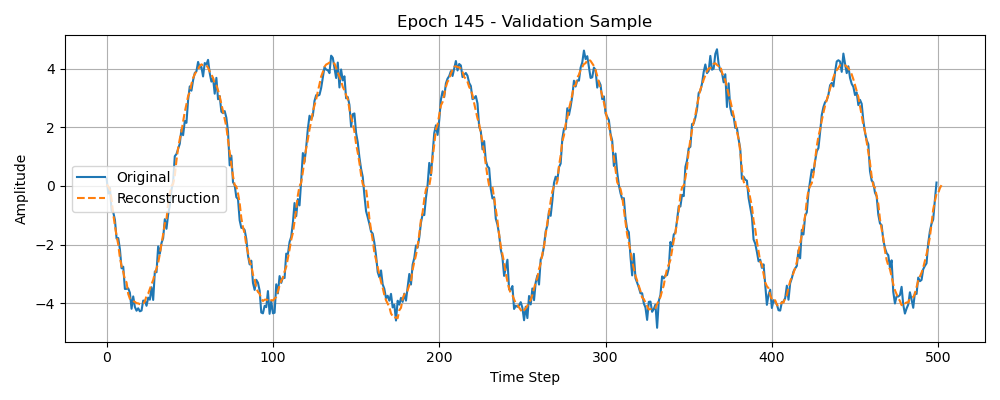 Epoch 145 - Validation Sample
Amplitude
4
2
0
−2
−4
Original
Reconstruction
0 100 200 300 400 500
Time Step